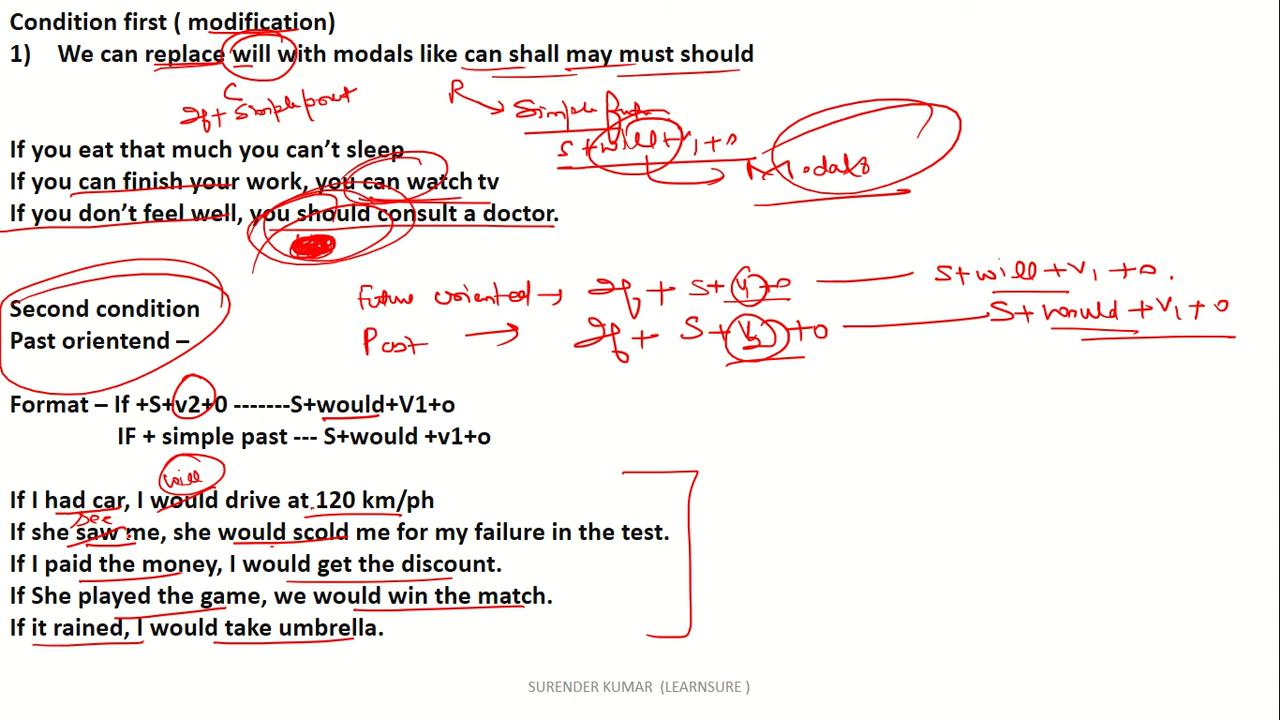 Condition first ( modification)
1) We can replace will with modals like can shall may must should
If + Simple
R → Simple
S+will+V1+o
Modals
If you eat that much you can’t sleep
If you can finish your work, you can watch tv
If you don’t feel well, you should consult a doctor.
Future oriented → If + S+V1+o — S+will+V1+o.
Second condition
Past orientend –
Past → If + S+V2+o — S+would+V1+o
Format – If +S+v2+0 -------S+would+V1+o
IF + simple past --- S+would +v1+o
will
If I had car, I would drive at 120 km/ph
see
If she saw me, she would scold me for my failure in the test.
If I paid the money, I would get the discount.
If She played the game, we would win the match.
If it rained, I would take umbrella.
SURENDER KUMAR (LEARNSURE )